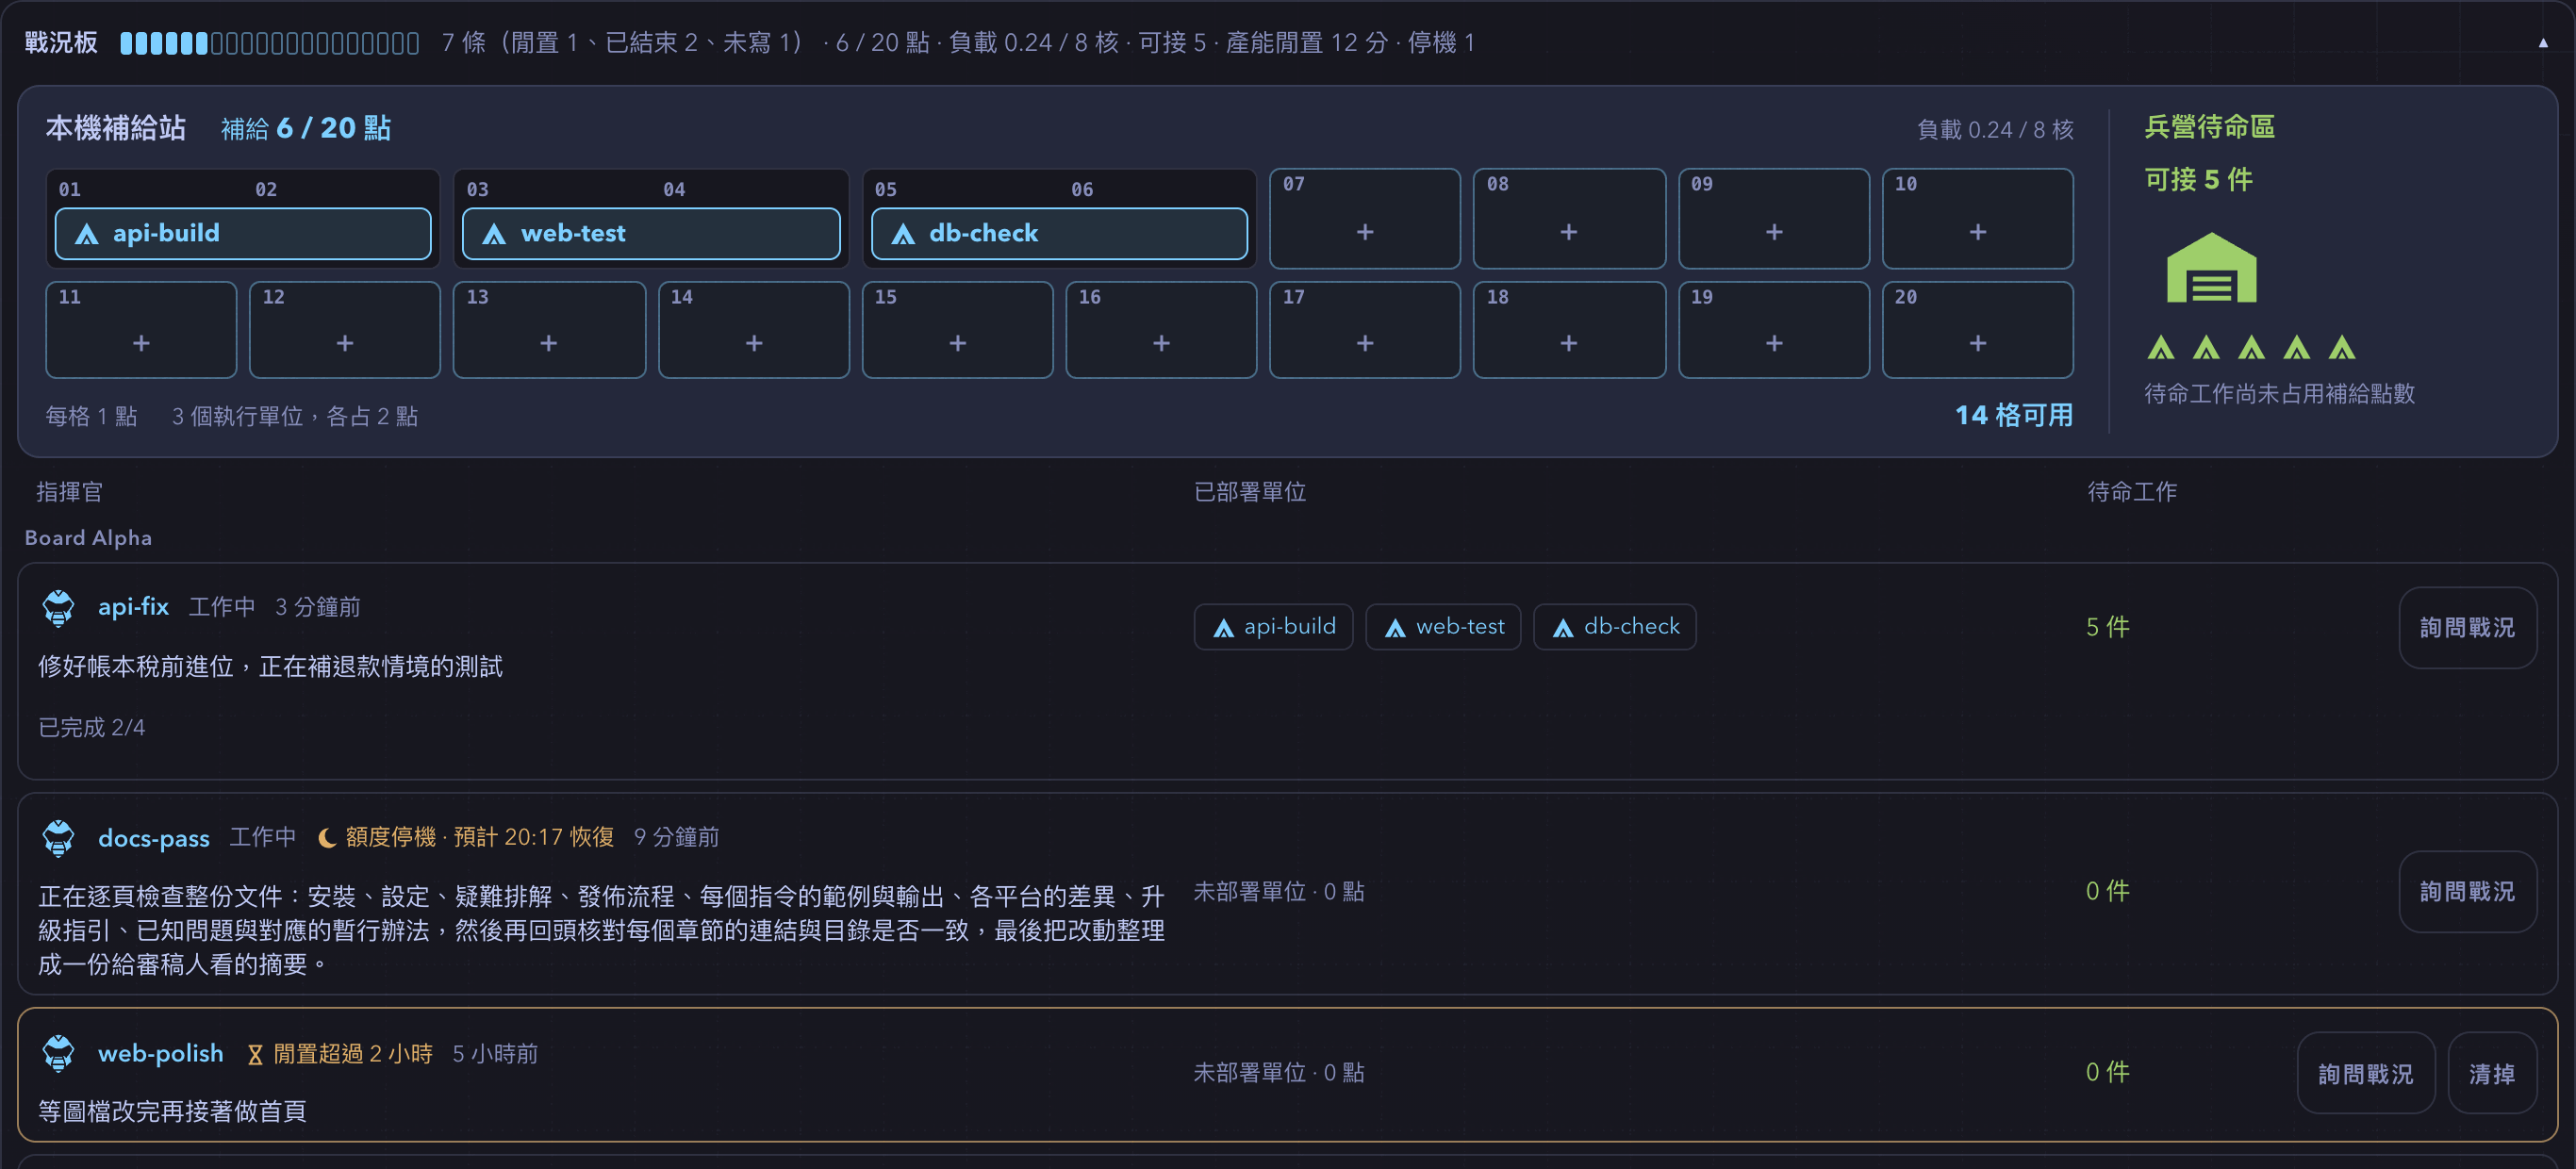 戰況板 7 條（閒置 1、已結束 2、未寫 1） · 6 / 20 點 · 負載 0.24 / 8 核 · 可接 5 · 產能閒置 12 分 · 停機 1 ▲
本機補給站 補給 6 / 20 點 負載 0.24 / 8 核
01 02 03 04 05 06 07 08 09 10
api-build web-test db-check + + + +
11 12 13 14 15 16 17 18 19 20
+ + + + + + + + + +
每格 1 點 3 個執行單位，各占 2 點 14 格可用
兵營待命區
可接 5 件
待命工作尚未占用補給點數
指揮官 已部署單位 待命工作
Board Alpha
api-fix 工作中 3 分鐘前
修好帳本稅前進位，正在補退款情境的測試
已完成 2/4
api-build web-test db-check 5 件 詢問戰況
docs-pass 工作中 額度停機 · 預計 20:17 恢復 9 分鐘前
正在逐頁檢查整份文件：安裝、設定、疑難排解、發佈流程、每個指令的範例與輸出、各平台的差異、升
級指引、已知問題與對應的暫行辦法，然後再回頭核對每個章節的連結與目錄是否一致，最後把改動整理
成一份給審稿人看的摘要。
未部署單位 · 0 點 0 件 詢問戰況
web-polish 閒置超過 2 小時 5 小時前
等圖檔改完再接著做首頁
未部署單位 · 0 點 0 件 詢問戰況 清掉